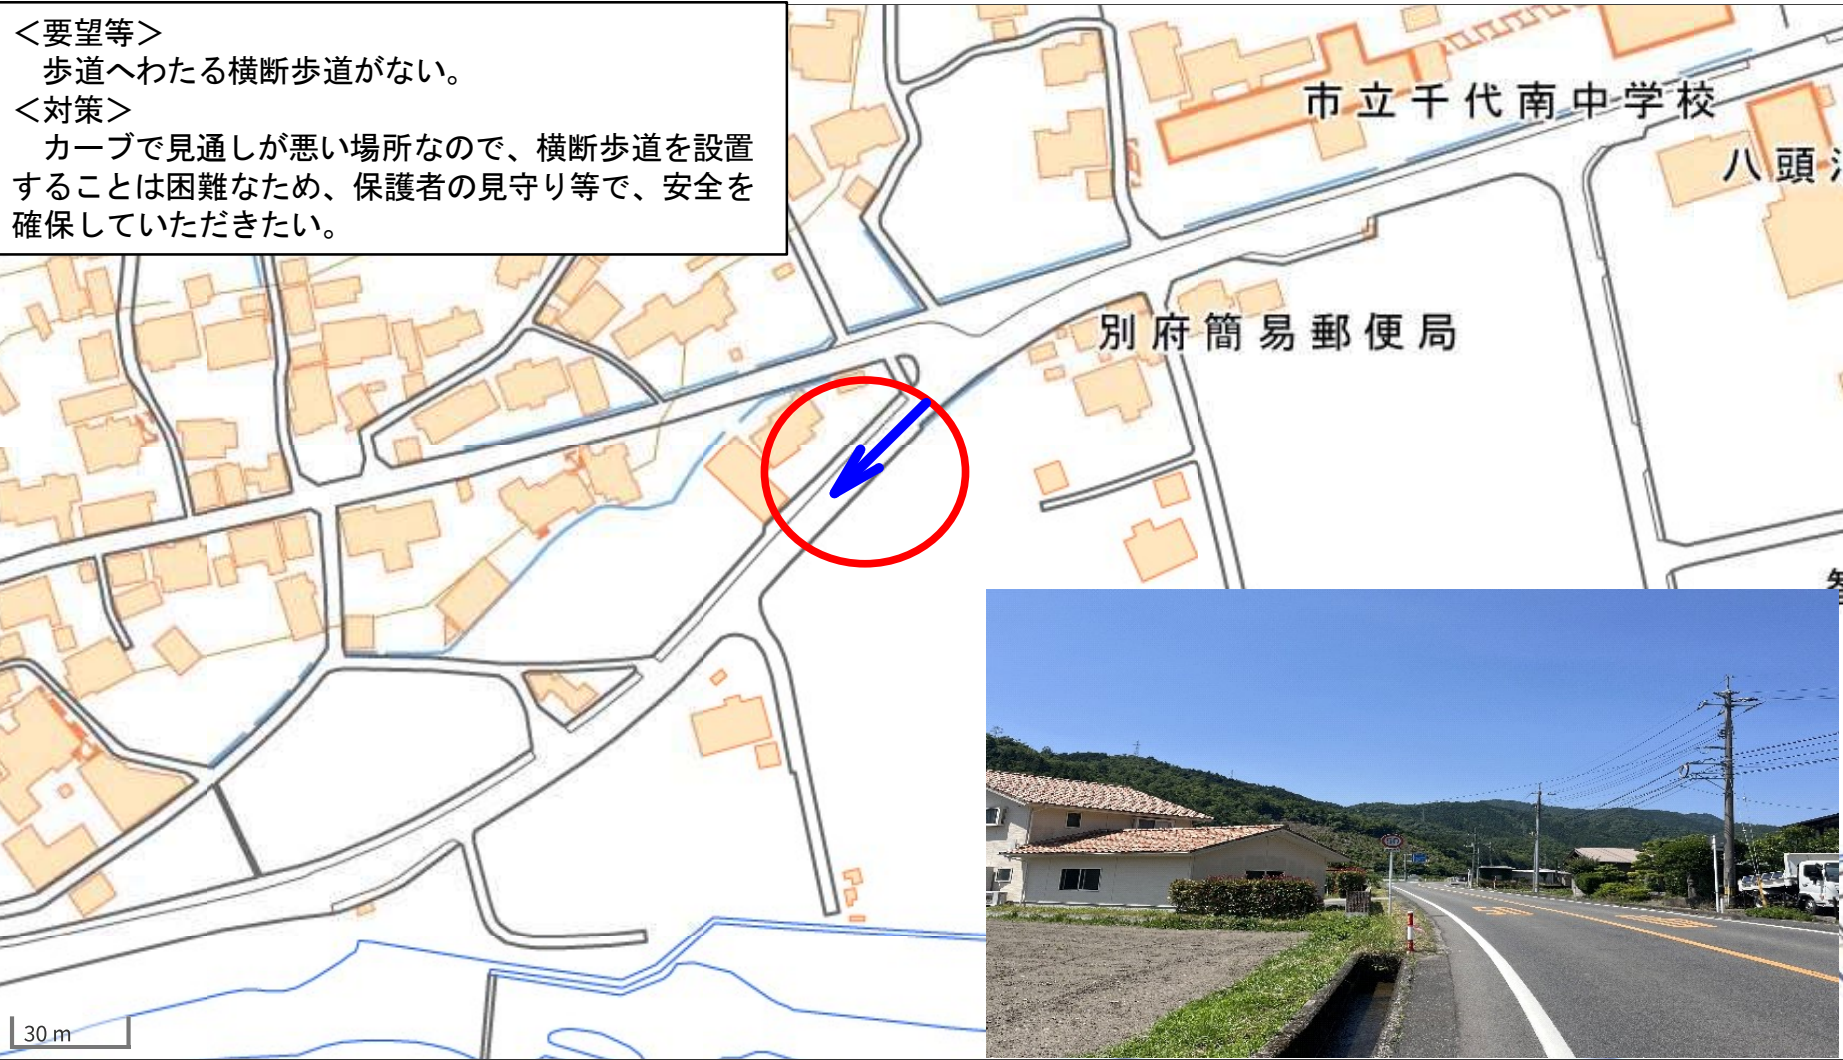 ＜要望等＞
歩道へわたる横断歩道がない。
＜対策＞
カーブで見通しが悪い場所なので、横断歩道を設置
することは困難なため、保護者の見守り等で、安全を
確保していただきたい。
市立千代南中学校
八頭
別府簡易郵便局
30 m